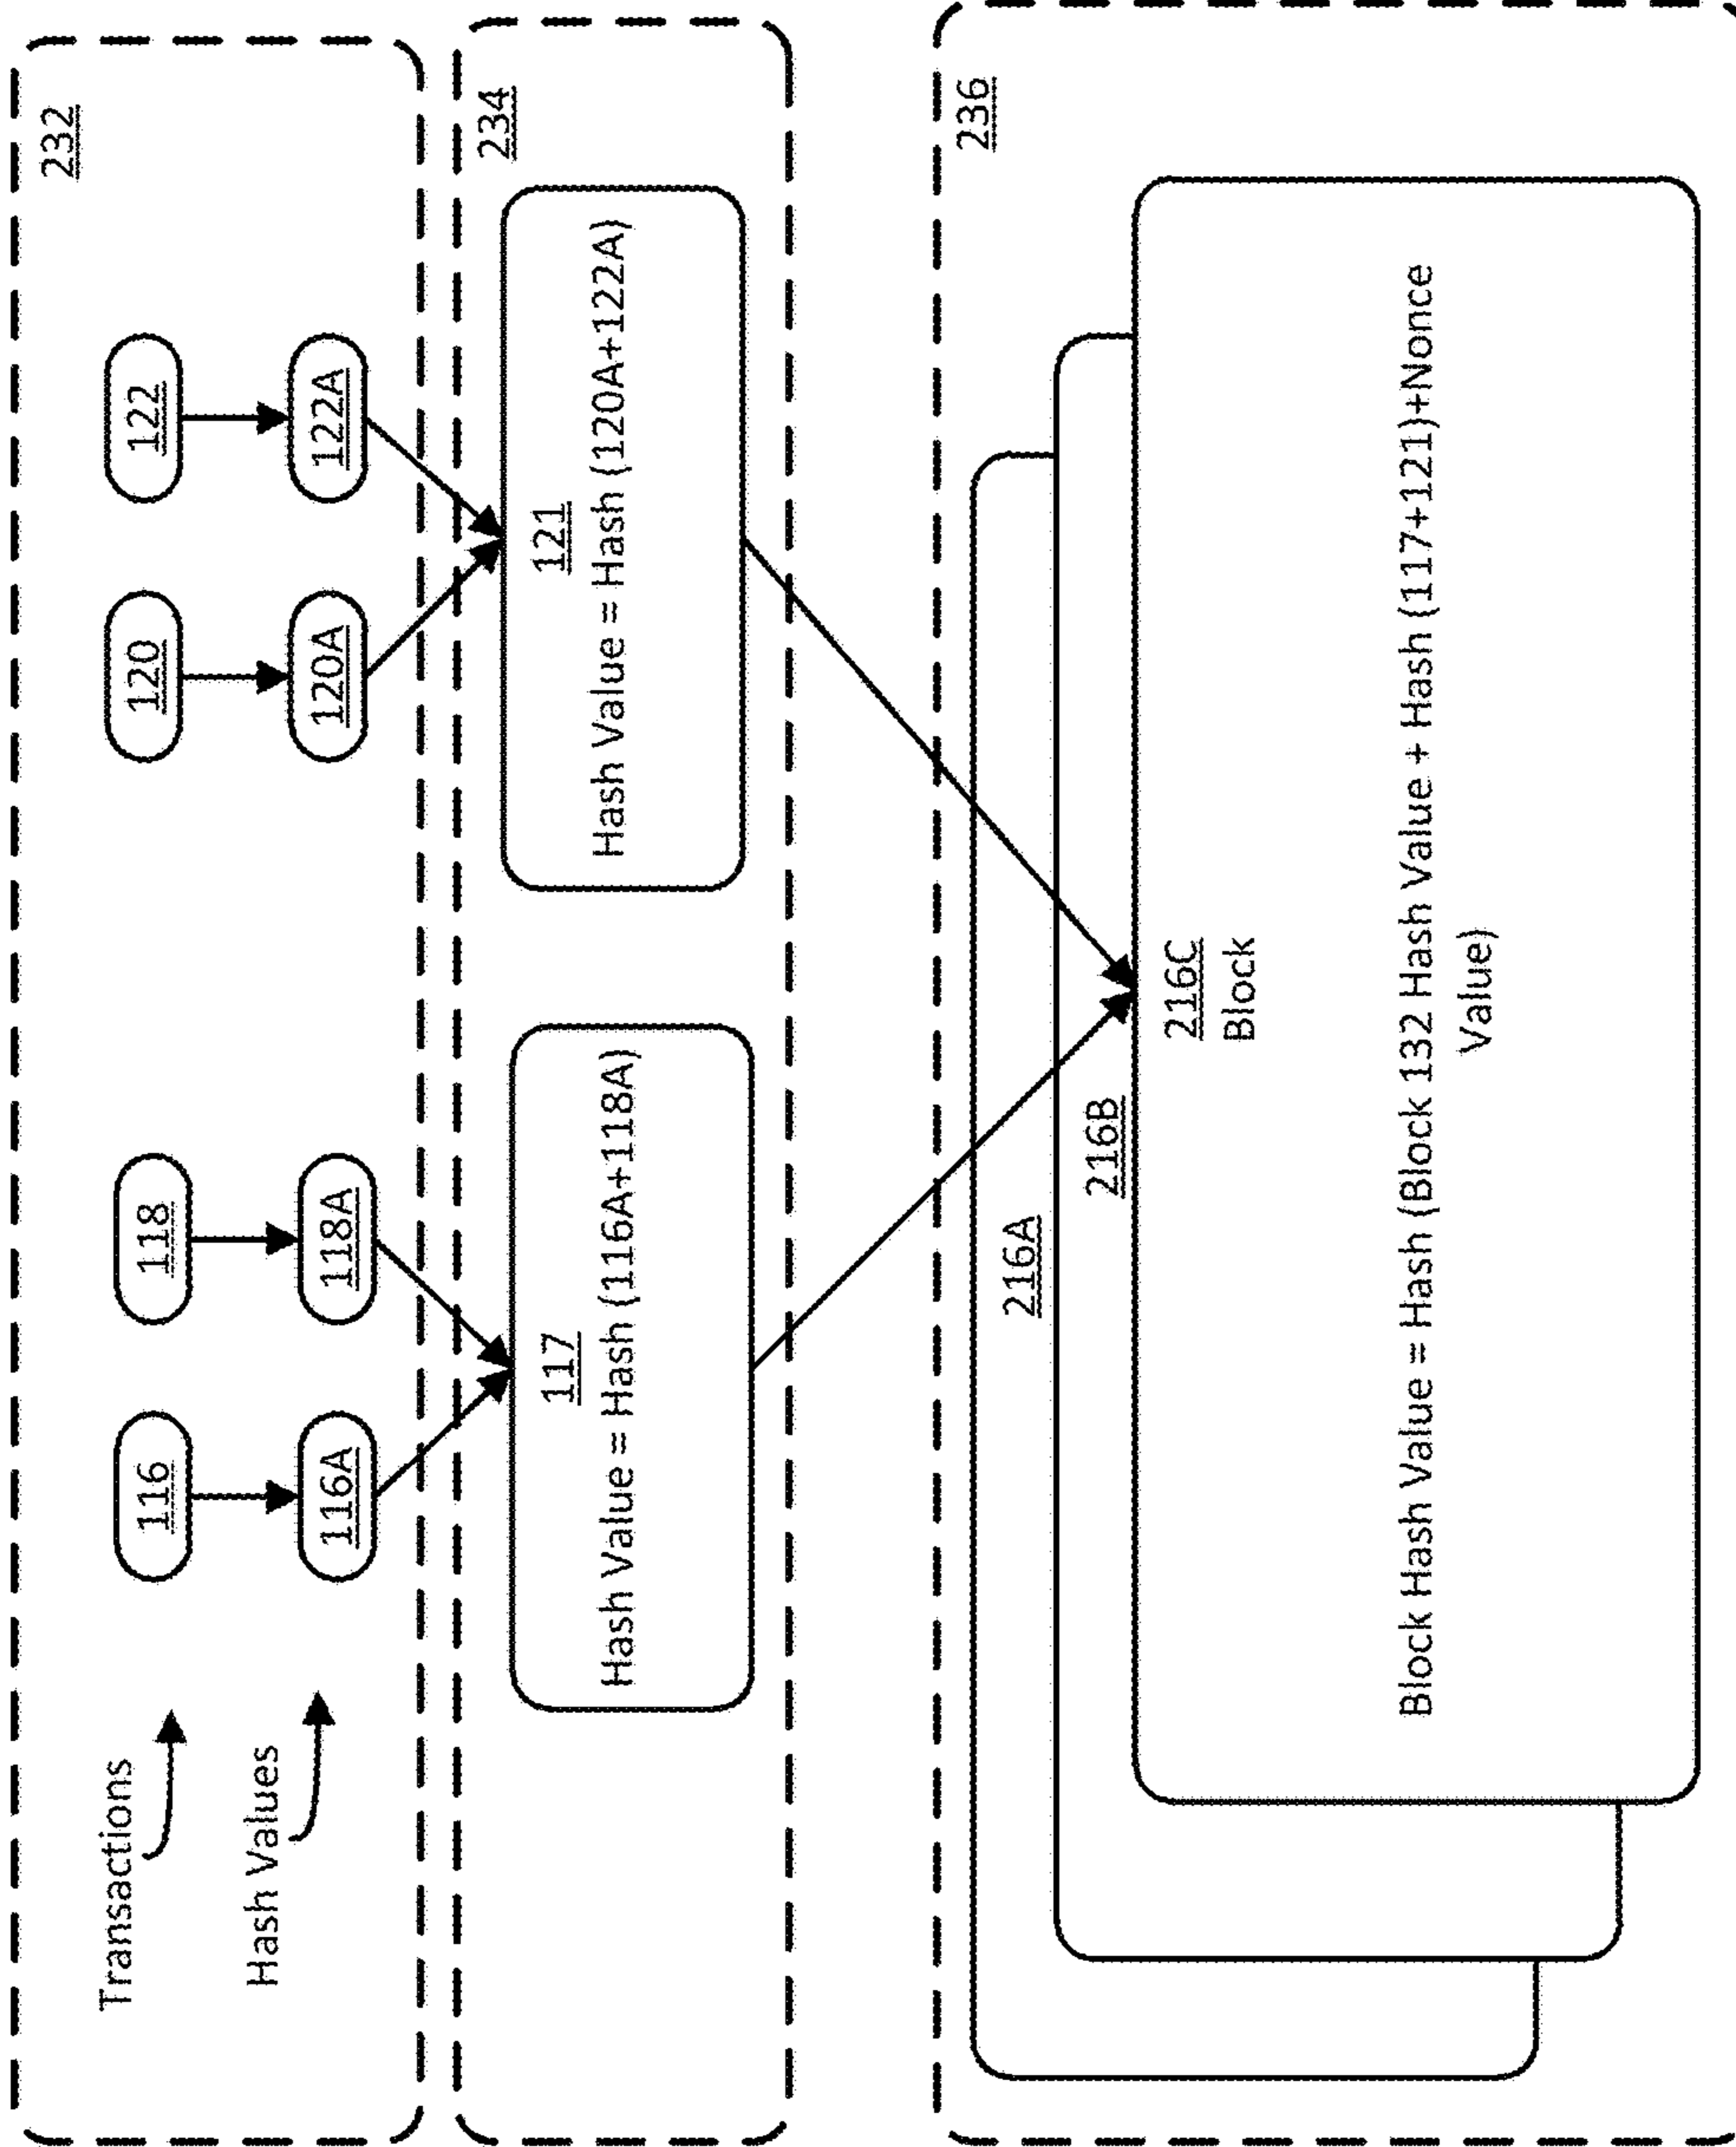 232
Transactions
116
118
120
122
Hash Values
116A
118A
120A
122A
234
117
Hash Value = Hash (116A+118A)
121
Hash Value = Hash (120A+122A)
236
216A
216B
216C
Block
Block Hash Value = Hash (Block 132 Hash Value + Hash (117+121)+Nonce
Value)